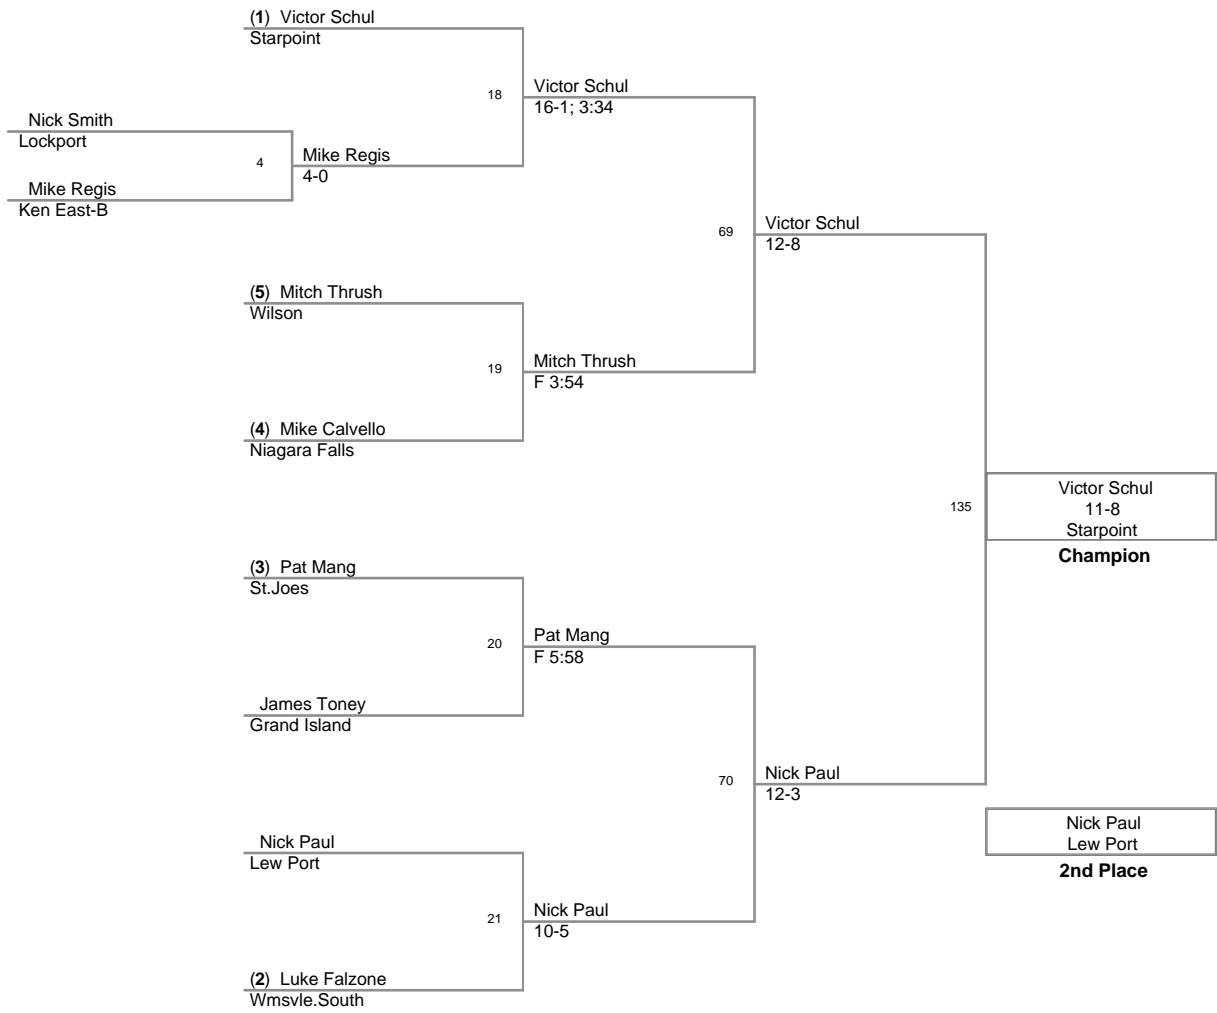 (1) Victor Schul
Starpoint
18
Victor Schul
16-1; 3:34
Nick Smith
Lockport
4
Mike Regis
4-0
Mike Regis
Ken East-B
69
Victor Schul
12-8
(5) Mitch Thrush
Wilson
19
Mitch Thrush
F 3:54
(4) Mike Calvello
Niagara Falls
135
Victor Schul
11-8
Starpoint
Champion
(3) Pat Mang
St.Joes
20
Pat Mang
F 5:58
James Toney
Grand Island
70
Nick Paul
12-3
Nick Paul
Lew Port
2nd Place
Nick Paul
Lew Port
21
Nick Paul
10-5
(2) Luke Falzone
Wmsvle.South